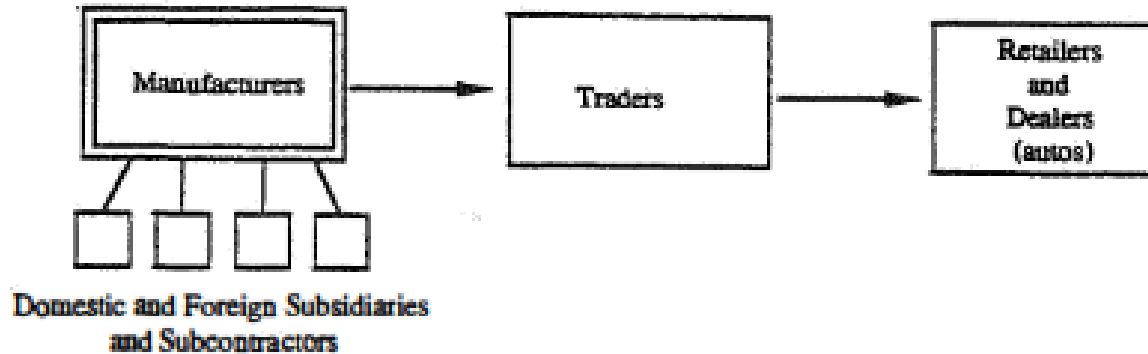 Manufacturers
Traders
Retailers
and
Dealers
(autos)
Domestic and Foreign Subsidiaries
and Subcontractors